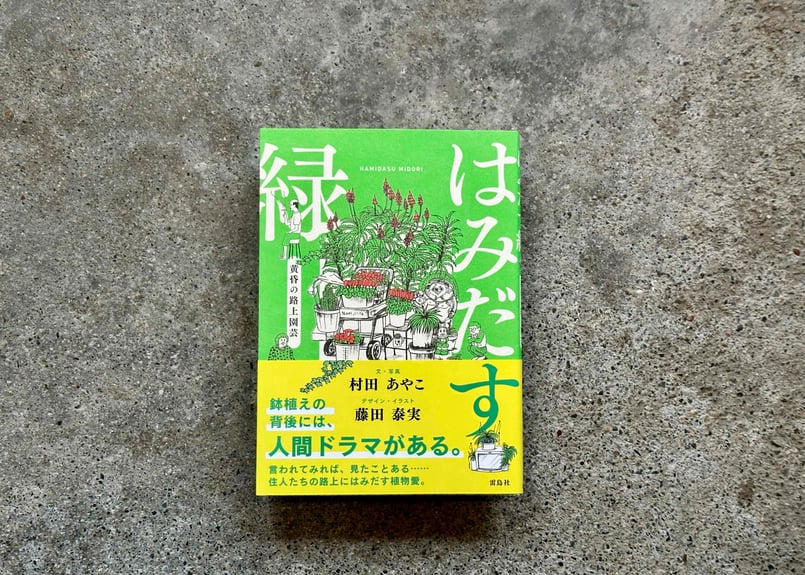 はみだす
緑
HAMIDASU MIDORI
黄昏の路上園芸
文・写真
村田 あやこ
デザイン・イラスト
藤田 泰実
鉢植えの
背後には、
人間ドラマがある。
言われてみれば、見たことある……
住人たちの路上にはみだす植物愛。
雷鳥社